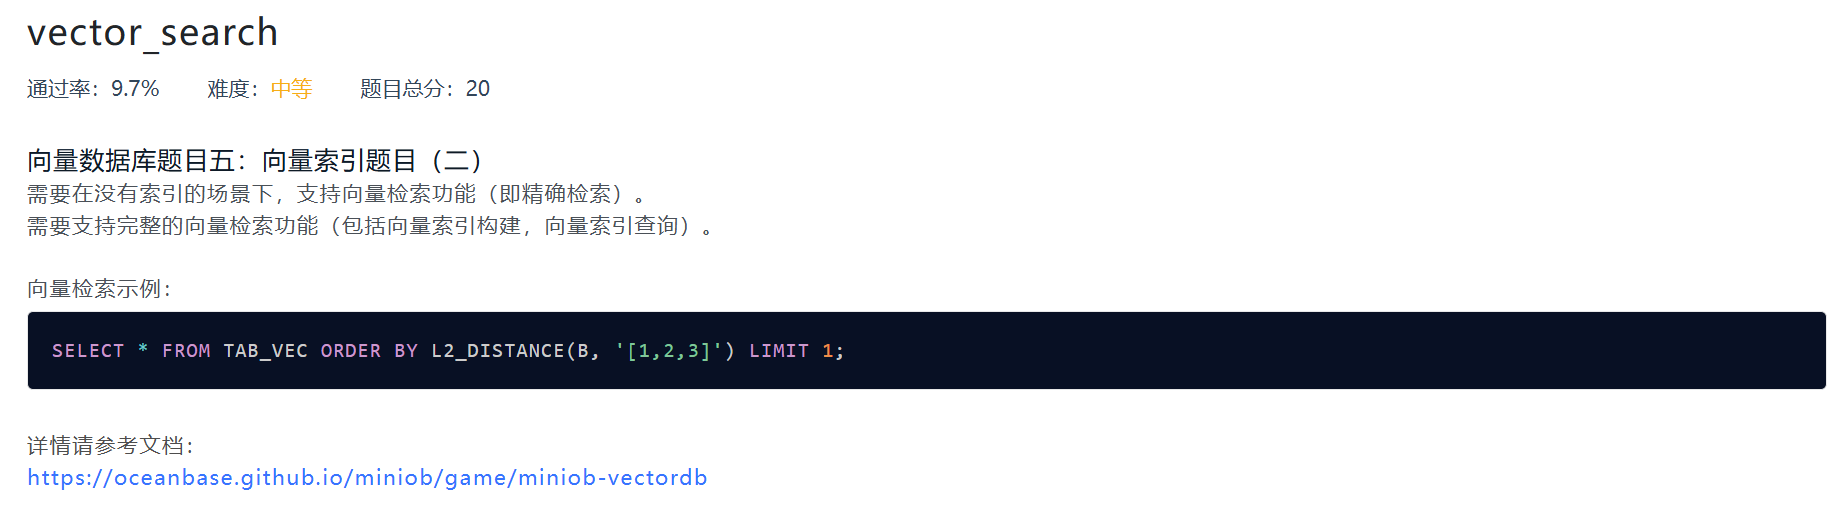 vector_search
通过率：9.7% 难度：中等 题目总分：20
向量数据库题目五：向量索引题目（二）
需要在没有索引的场景下，支持向量检索功能（即精确检索）。
需要支持完整的向量检索功能（包括向量索引构建，向量索引查询）。
向量检索示例：
SELECT * FROM TAB_VEC ORDER BY L2_DISTANCE(B, '[1,2,3]') LIMIT 1;
详情请参考文档：
https://oceanbase.github.io/miniob/game/miniob-vectordb